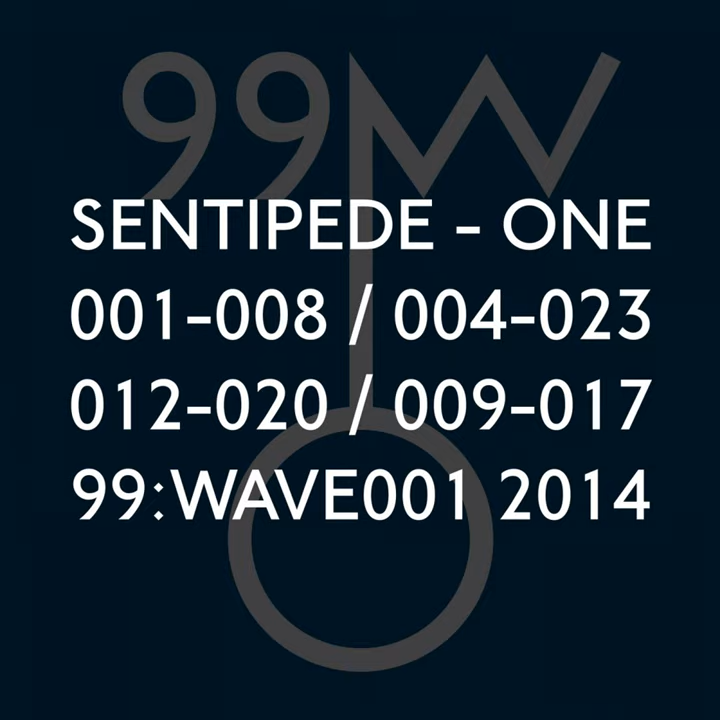 99W
SENTIPEDE - ONE
001-008 / 004-023
012-020 / 009-017
99:WAVE001 2014